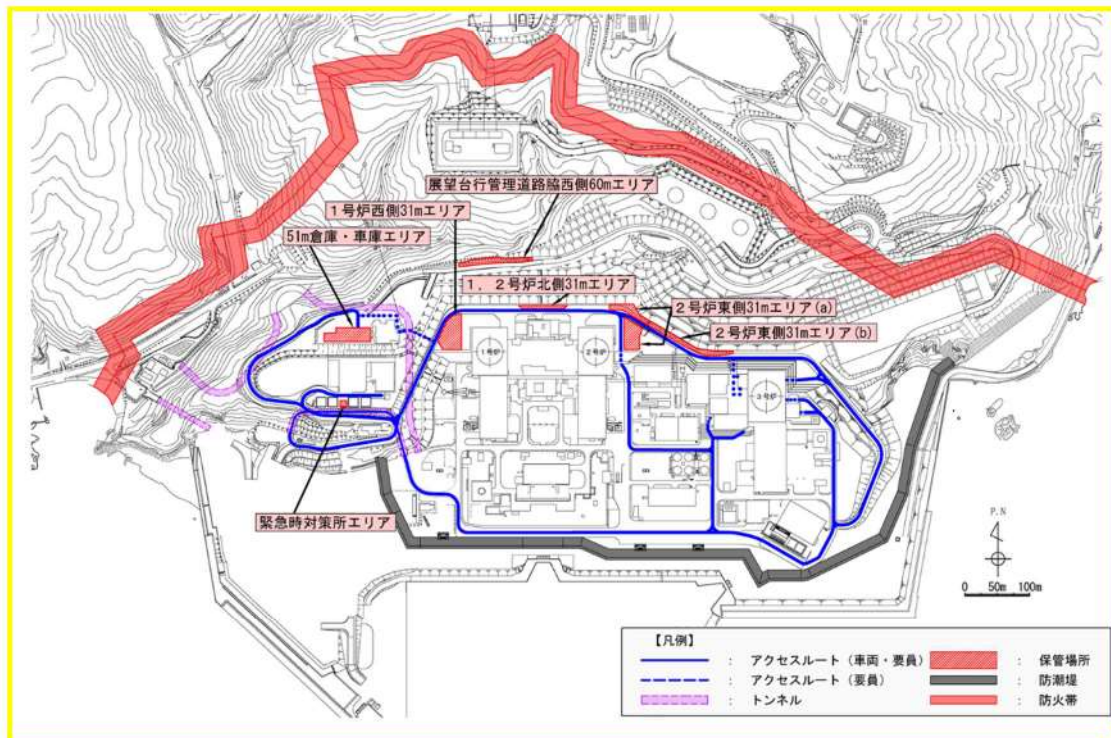 展望台行管理道路脇西側60mエリア
1号炉西側31mエリア
51m倉庫・車庫エリア
1,2号炉北側31mエリア
2号炉東側31mエリア(a)
2号炉東側31mエリア(b)
1号炉
2号炉
3号炉
緊急時対策所エリア
P.N
0 50m 100m
【凡例】
: アクセスルート(車両・要員)
: アクセスルート(要員)
: トンネル
: 保管場所
: 防潮堤
: 防火帯